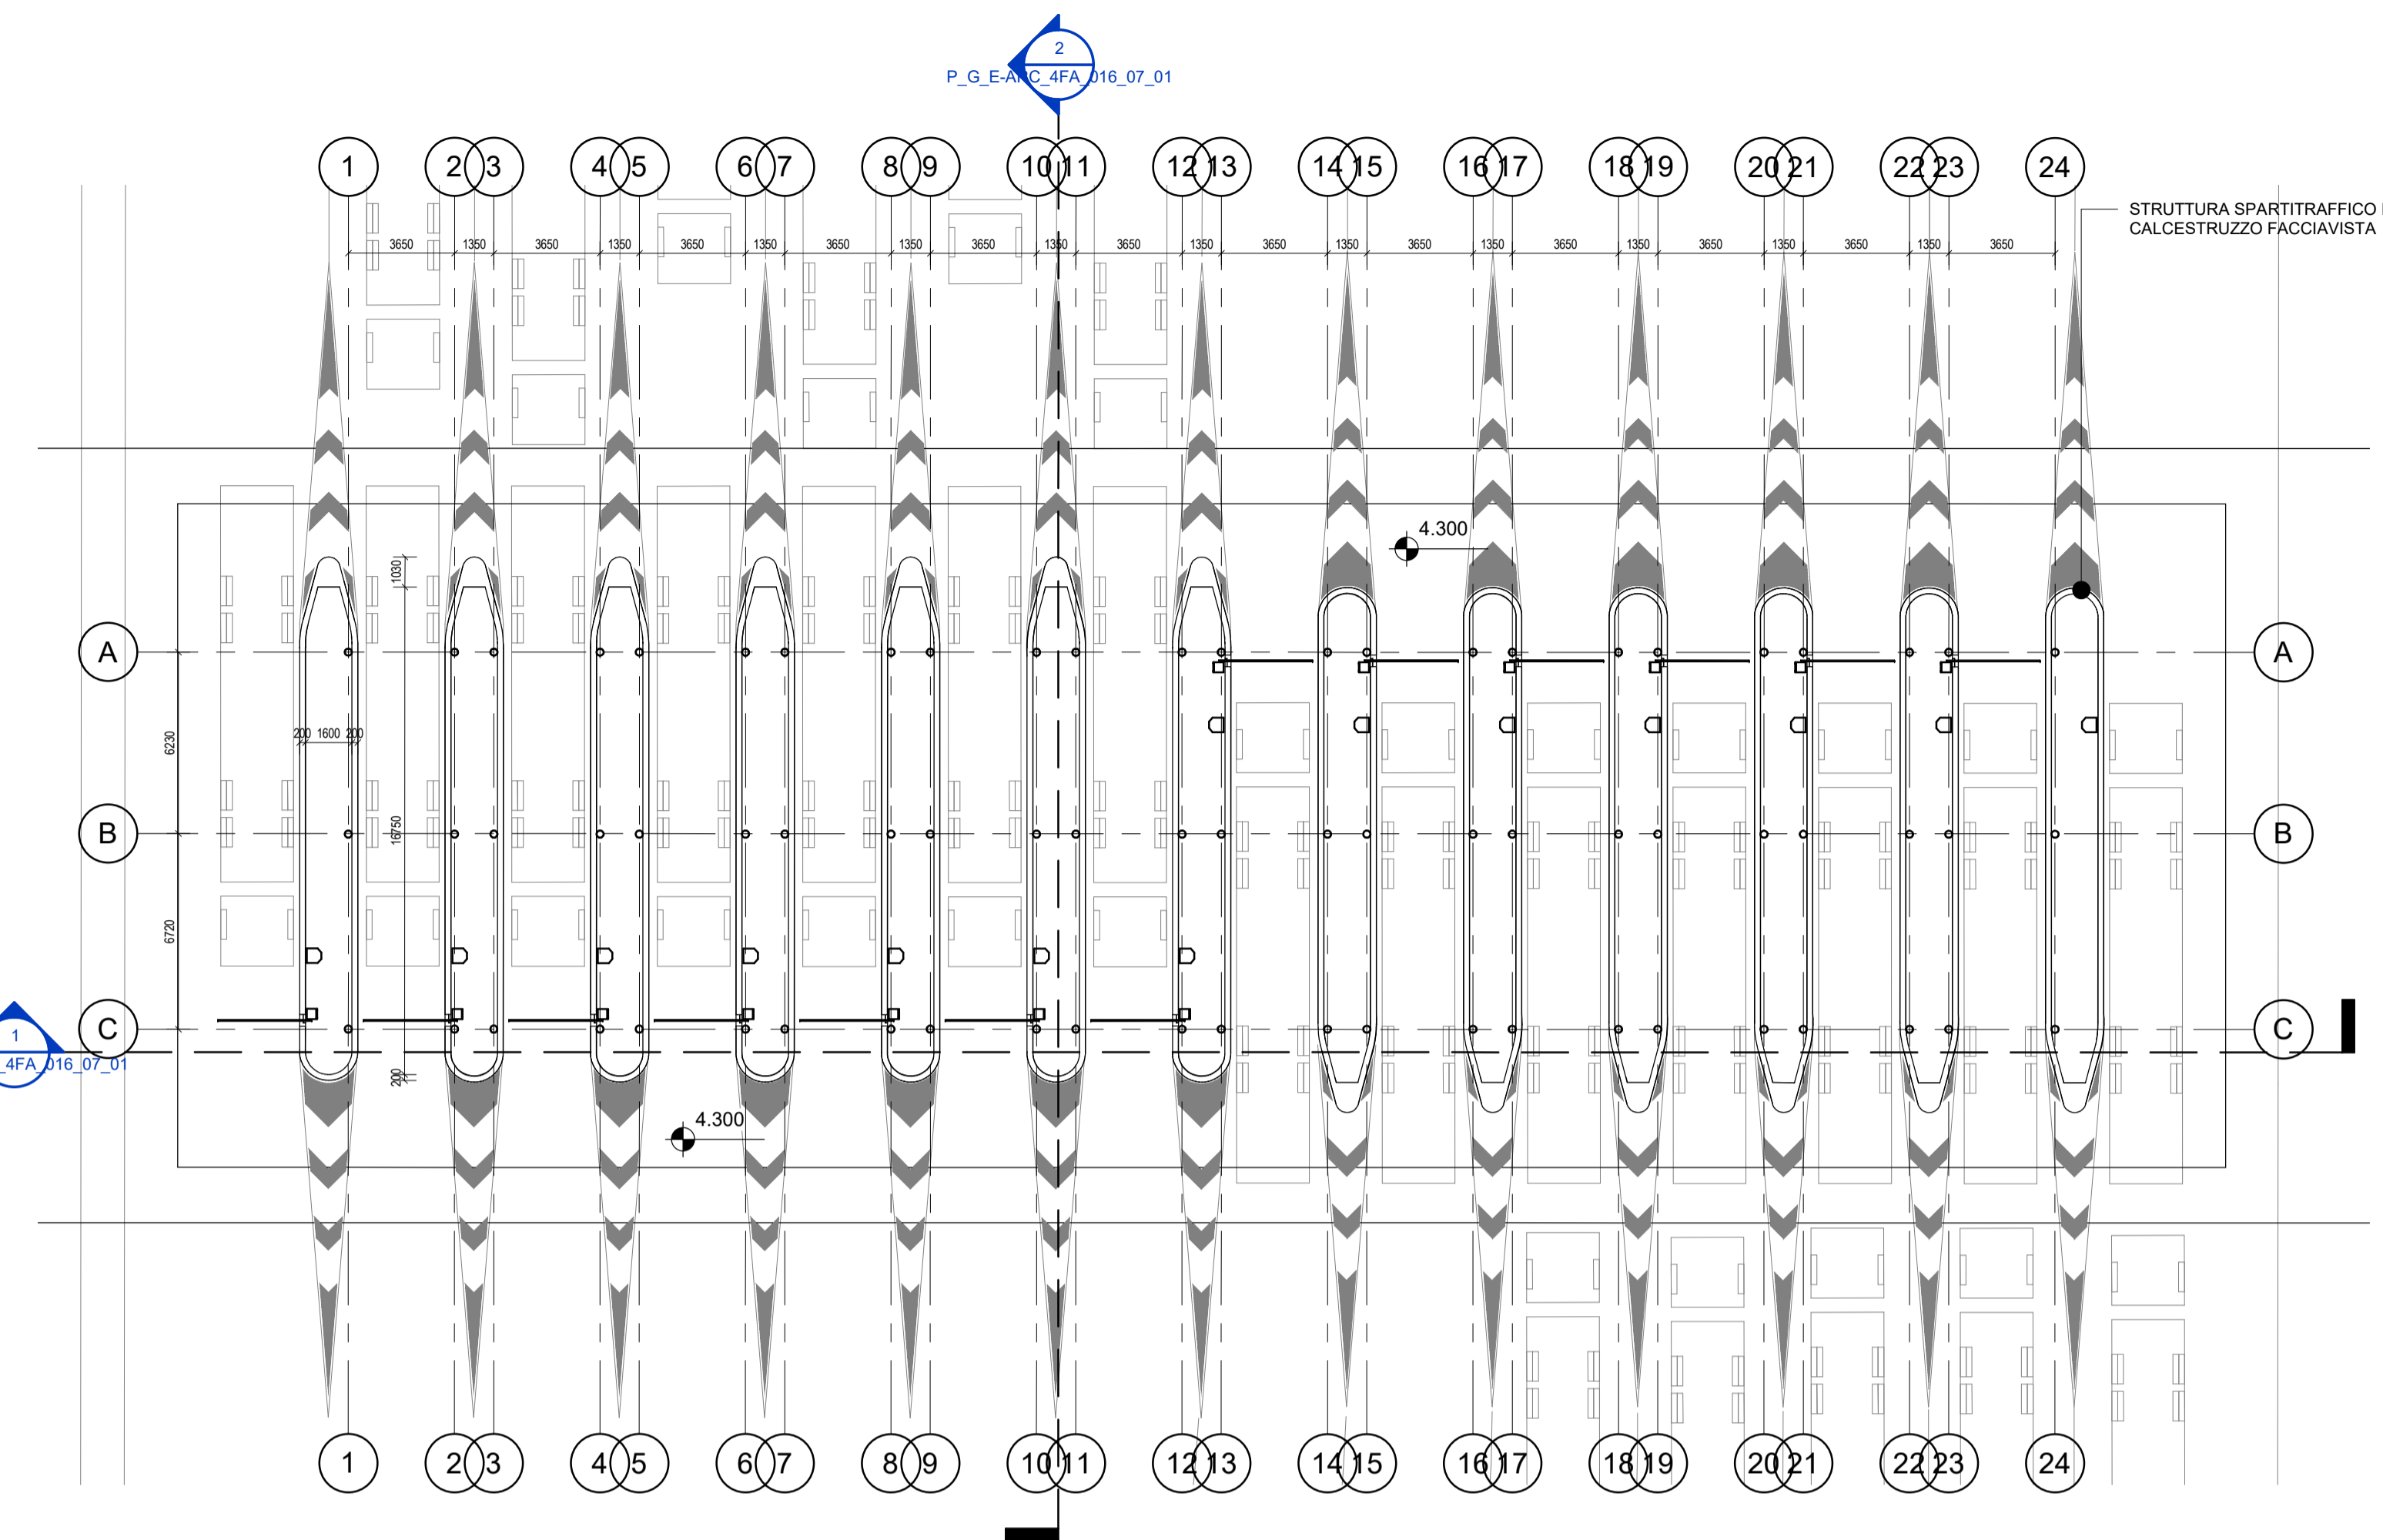 2
P_G_E-ARC_4FA_016_07_01
1 2 3 4 5 6 7 8 9 10 11 12 13 14 15 16 17 18 19 20 21 22 23 24
STRUTTURA SPARTITRAFFICO
CALCESTRUZZO FACCIAVISTA
3650 1350 3650 1350 3650 1350 3650 1350 3650 1350 3650 1350 3650 1350 3650 1350 3650 1350 3650 1350 3650 1350 3650
4.300
1030
A A
200 1600 200
6230
16750
B B
6720
C C
1
_4FA_016_07_01
200
4.300
1 2 3 4 5 6 7 8 9 10 11 12 13 14 15 16 17 18 19 20 21 22 23 24